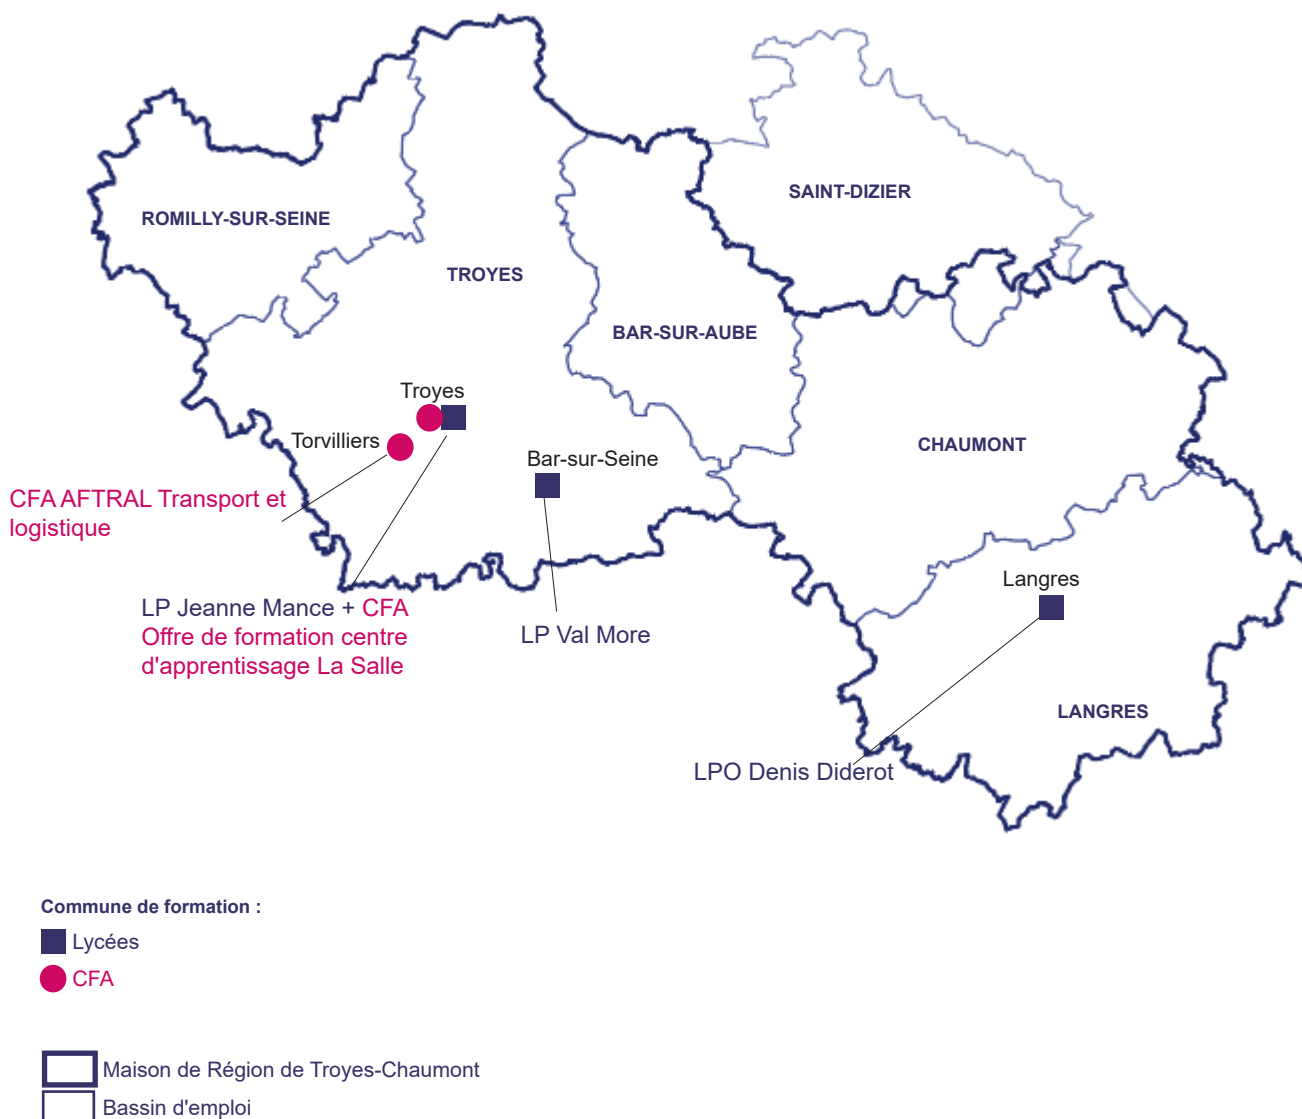 SAINT-DIZIER
ROMILLY-SUR-SEINE
TROYES
BAR-SUR-AUBE
Troyes
Torvilliers
CHAUMONT
Bar-sur-Seine
CFA AFTRAL Transport et
logistique
Langres
LP Jeanne Mance + CFA
Offre de formation centre
d'apprentissage La Salle
LP Val More
LANGRES
LPO Denis Diderot
Commune de formation :
Lycées
CFA
Maison de Région de Troyes-Chaumont
Bassin d'emploi